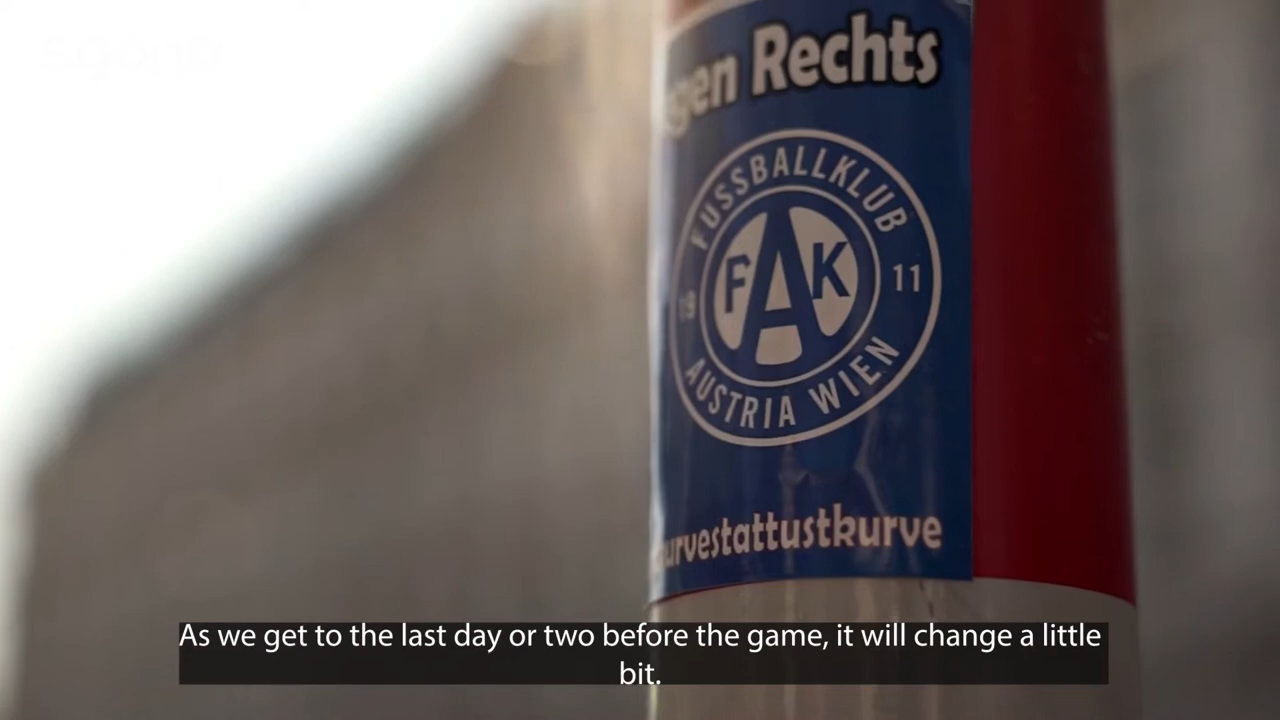 Rechts
FUSSBALLKLUB
FAK
19 11
AUSTRIA WIEN
As we get to the last day or two before the game, it will change a little
bit.